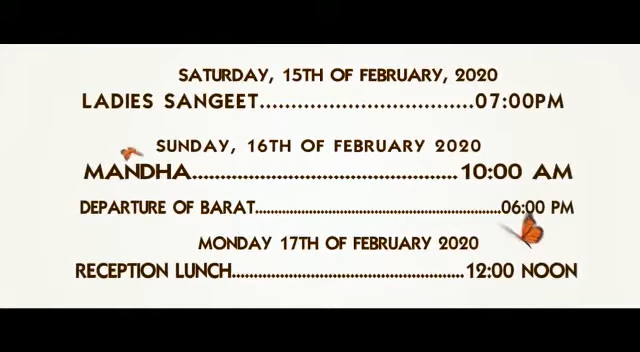 SATURDAY, 15TH OF FEBRUARY, 2020
LADIES SANGEET..................................07:00PM
SUNDAY, 16TH OF FEBRUARY 2020
MANDHA.............................................10:00 AM
DEPARTURE OF BARAT..............................................................06:00 PM
MONDAY 17TH OF FEBRUARY 2020
RECEPTION LUNCH.....................................................12:00 NOON